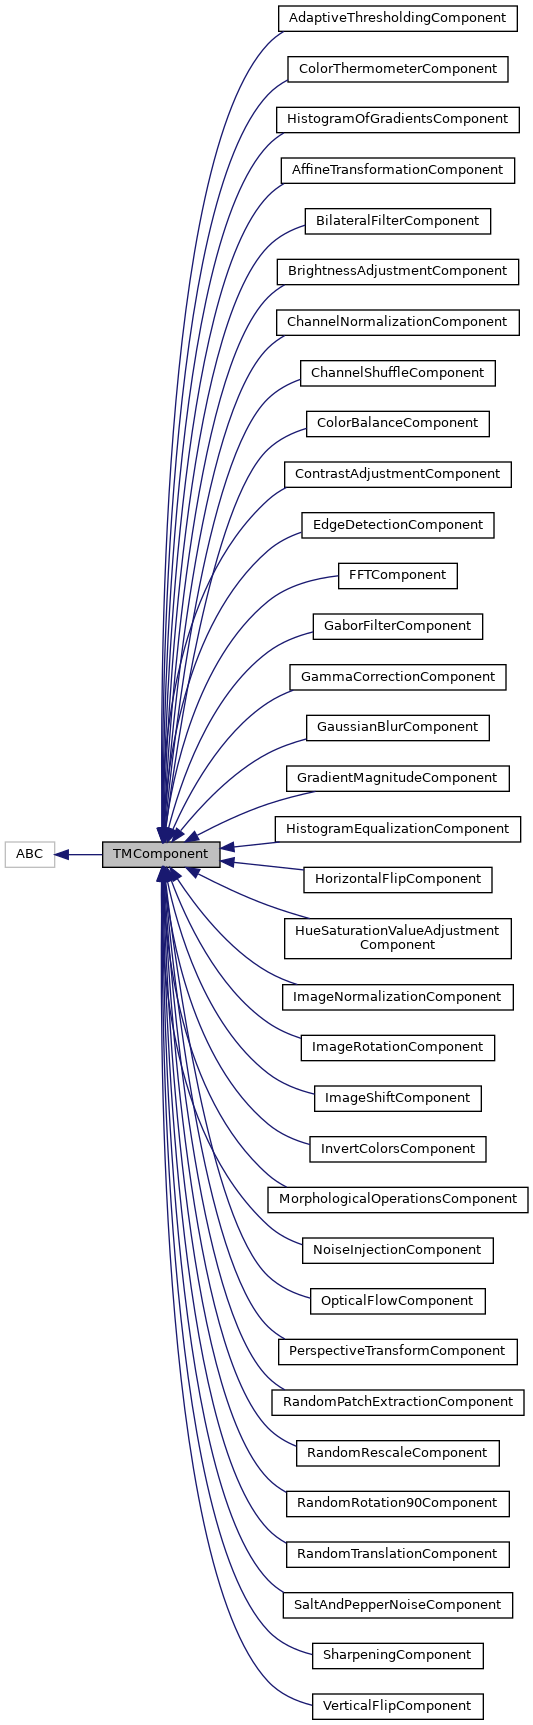 AdaptiveThresholdingComponent
ColorThermometerComponent
HistogramOfGradientsComponent
AffineTransformationComponent
BilateralFilterComponent
BrightnessAdjustmentComponent
ChannelNormalizationComponent
ChannelShuffleComponent
ColorBalanceComponent
ContrastAdjustmentComponent
EdgeDetectionComponent
FFTComponent
GaborFilterComponent
GammaCorrectionComponent
GaussianBlurComponent
GradientMagnitudeComponent
HistogramEqualizationComponent
ABC
TMComponent
HorizontalFlipComponent
HueSaturationValueAdjustment
Component
ImageNormalizationComponent
ImageRotationComponent
ImageShiftComponent
InvertColorsComponent
MorphologicalOperationsComponent
NoiseInjectionComponent
OpticalFlowComponent
PerspectiveTransformComponent
RandomPatchExtractionComponent
RandomRescaleComponent
RandomRotation90Component
RandomTranslationComponent
SaltAndPepperNoiseComponent
SharpeningComponent
VerticalFlipComponent